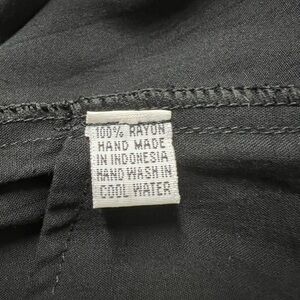 100% RAYON
HAND MADE
IN INDONESIA
HAND WASH IN
COOL WATER